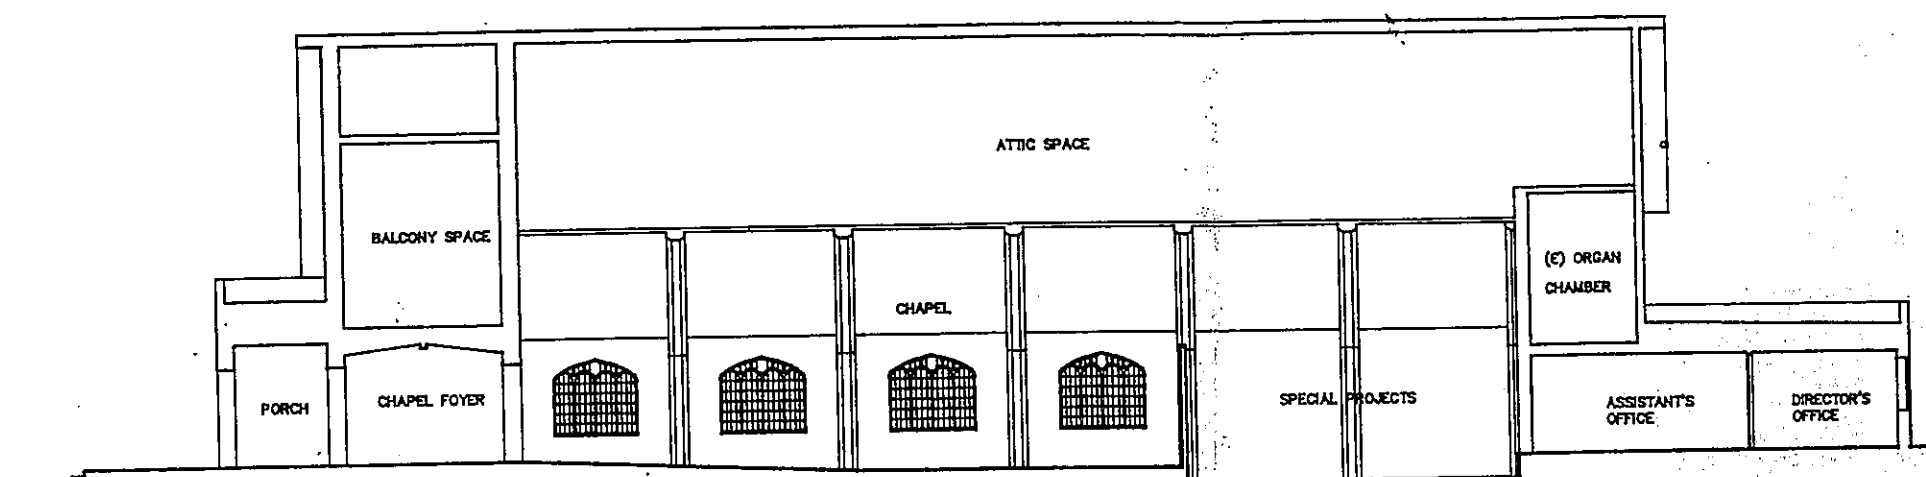 ATTIC SPACE
BALCONY SPACE
(E) ORGAN
CHAMBER
CHAPEL
PORCH
CHAPEL FOYER
SPECIAL PROJECTS
ASSISTANT'S
OFFICE
DIRECTOR'S
OFFICE